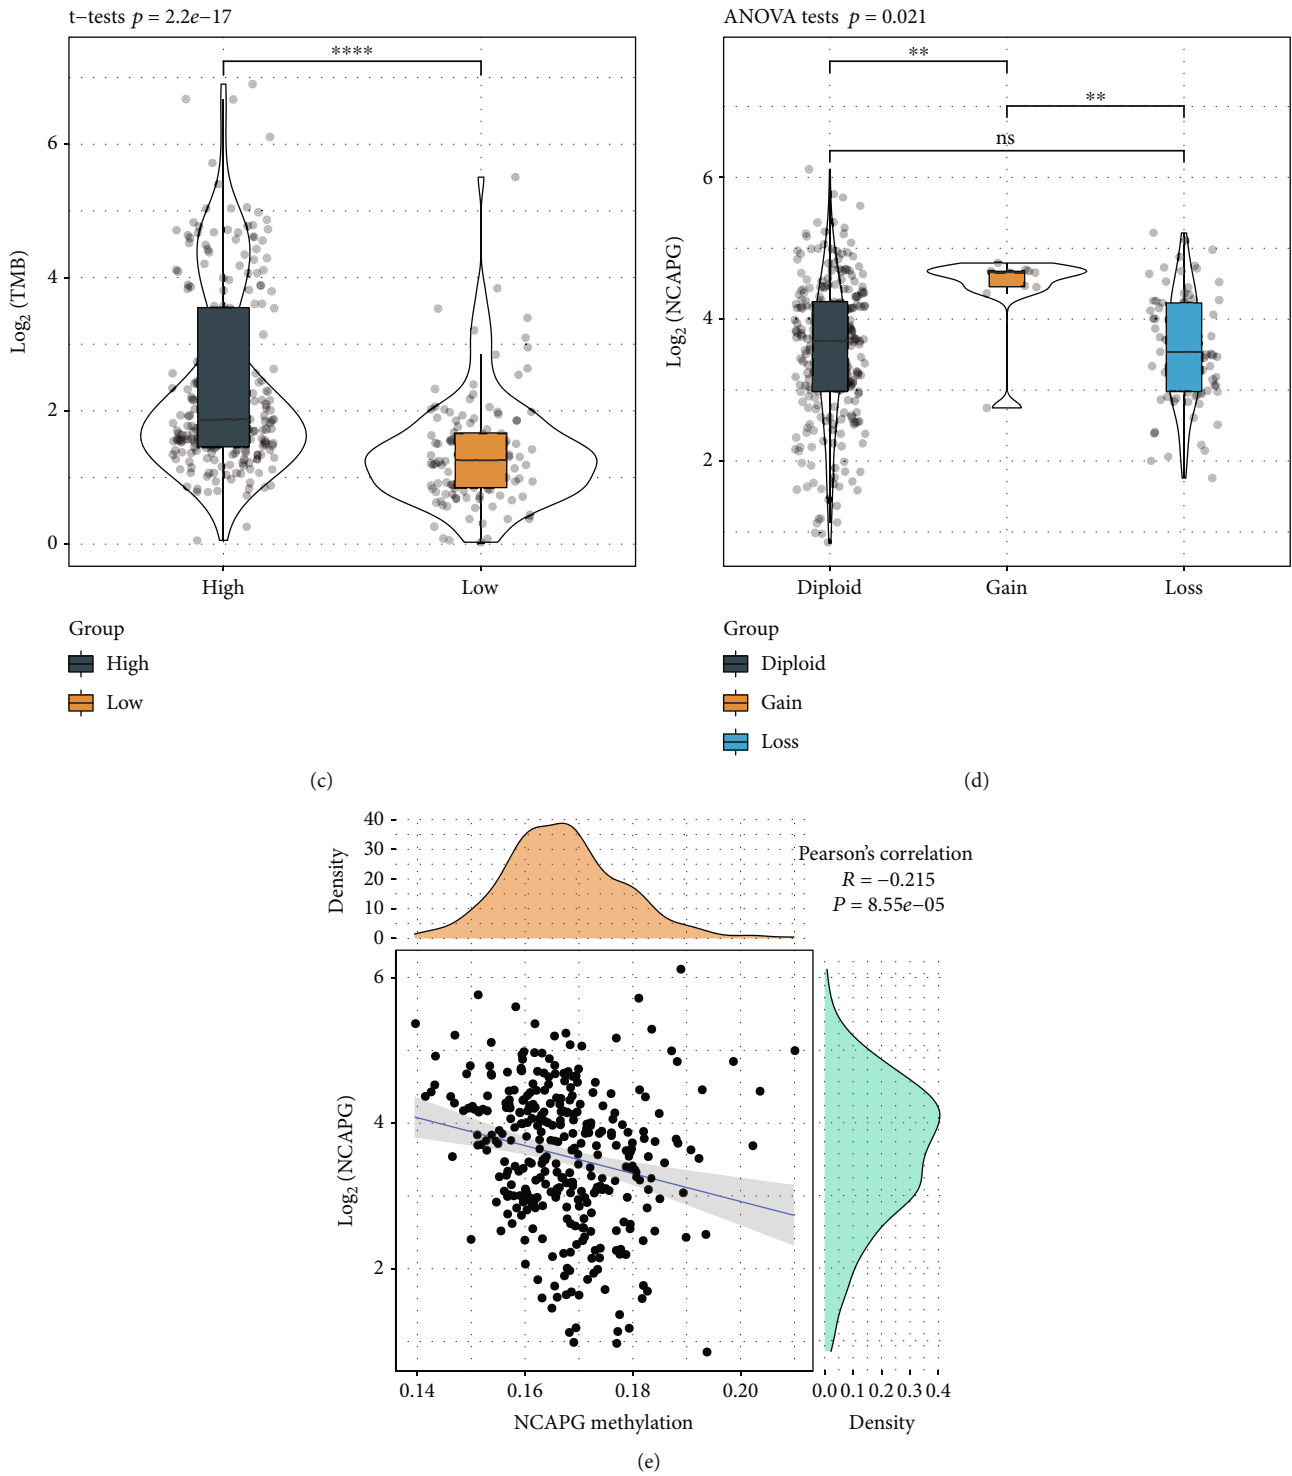 t−tests p = 2.2e−17
****
Log2 (TMB)
6
4
2
0
High
Low
Group
High
Low
(c)
ANOVA tests p = 0.021
**
**
ns
Log2 (NCAPG)
6
4
2
Diploid
Gain
Loss
Group
Diploid
Gain
Loss
(d)
Density
40
30
20
10
0
Pearson's correlation
R = −0.215
P = 8.55e−05
Log2 (NCAPG)
6
4
2
0.14
0.16
0.18
0.20
NCAPG methylation
0.0 0.1 0.2 0.3 0.4
Density
(e)